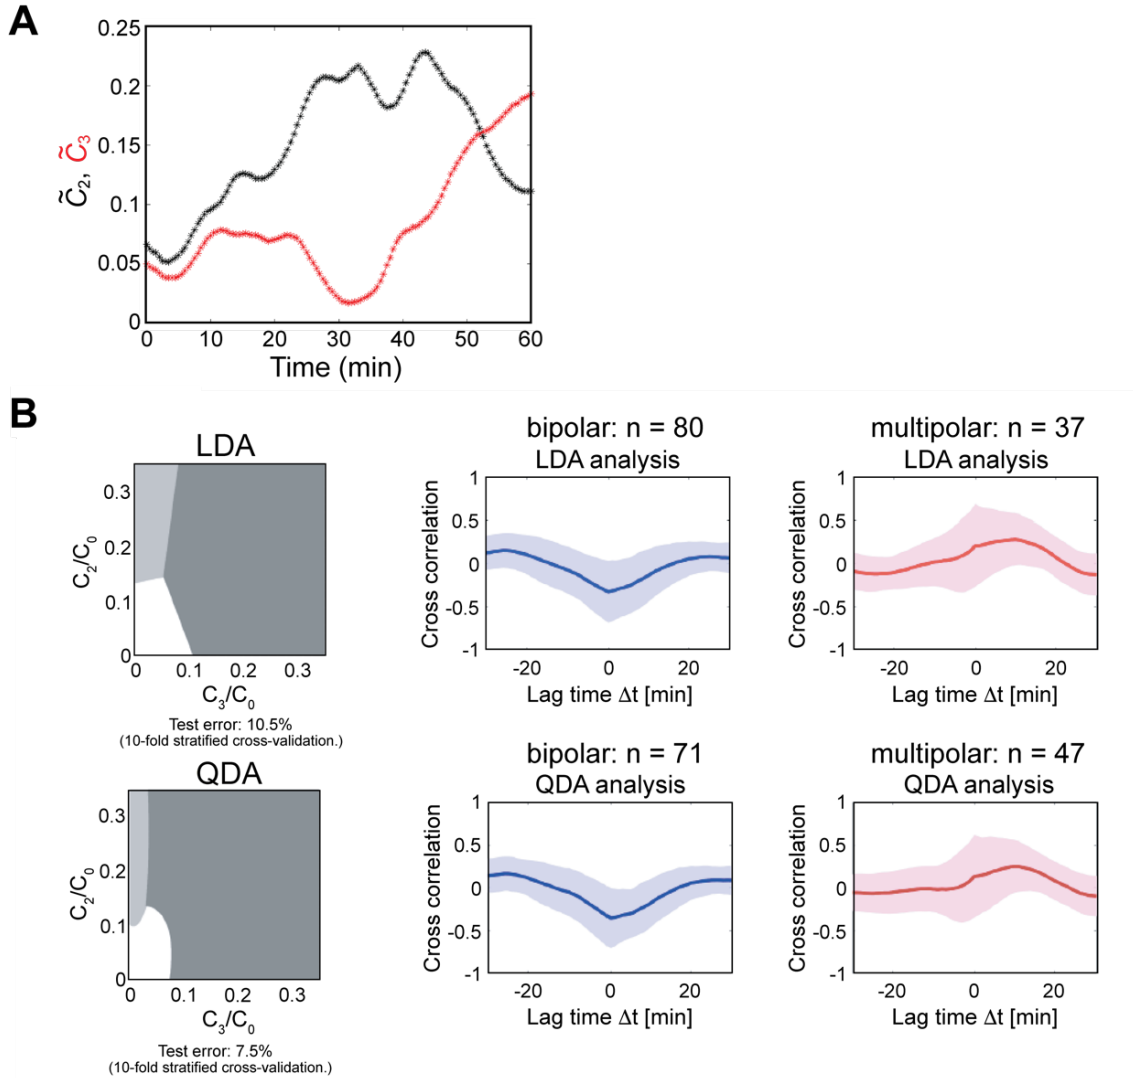 A
0.25
0.2
0.15
0.1
0.05
0
C̃2, C̃3
0 10 20 30 40 50 60
Time (min)
B
LDA
0.3
0.2
0.1
0
C2/C0
0 0.1 0.2 0.3
C3/C0
Test error: 10.5%
(10-fold stratified cross-validation.)
bipolar: n = 80
LDA analysis
1
0.5
0
-0.5
-1
Cross correlation
-20 0 20
Lag time Δt [min]
multipolar: n = 37
LDA analysis
1
0.5
0
-0.5
-1
Cross correlation
-20 0 20
Lag time Δt [min]
QDA
0.3
0.2
0.1
0
C2/C0
0 0.1 0.2 0.3
C3/C0
Test error: 7.5%
(10-fold stratified cross-validation.)
bipolar: n = 71
QDA analysis
1
0.5
0
-0.5
-1
Cross correlation
-20 0 20
Lag time Δt [min]
multipolar: n = 47
QDA analysis
1
0.5
0
-0.5
-1
Cross correlation
-20 0 20
Lag time Δt [min]